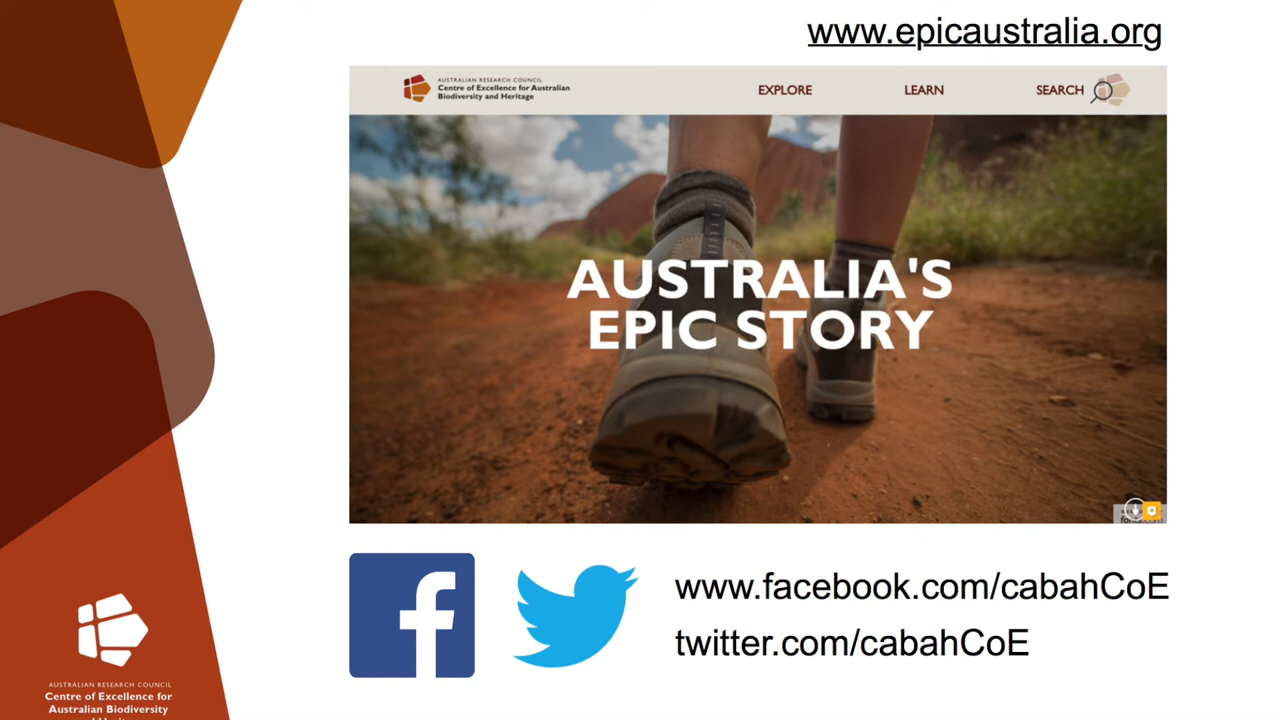 www.epicaustralia.org
AUSTRALIAN RESEARCH COUNCIL
Centre of Excellence for Australian
Biodiversity and Heritage
EXPLORE
LEARN
SEARCH
AUSTRALIA'S
EPIC STORY
www.facebook.com/cabahCoE
twitter.com/cabahCoE
AUSTRALIAN RESEARCH COUNCIL
Centre of Excellence for
Australian Biodiversity